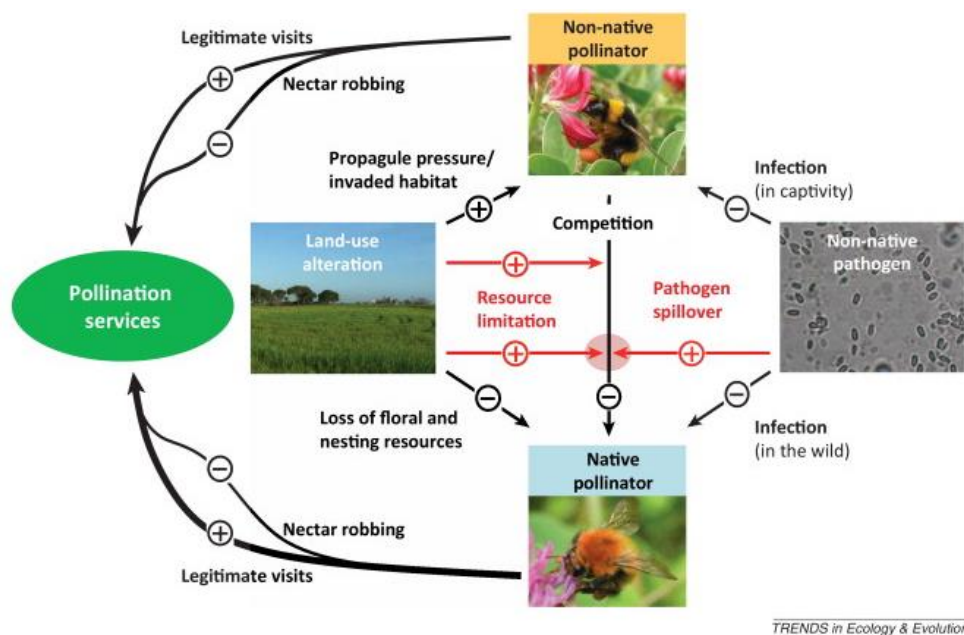 Legitimate visits
+
Nectar robbing
−
Non-native
pollinator
Propagule pressure/
invaded habitat
+
Infection
(in captivity)
−
Competition
Land-use
alteration
Non-native
pathogen
+
Pollination
services
Resource
limitation
Pathogen
spillover
+
+
−
−
−
Loss of floral and
nesting resources
Infection
(in the wild)
Native
pollinator
−
Nectar robbing
+
Legitimate visits
TRENDS in Ecology & Evolution